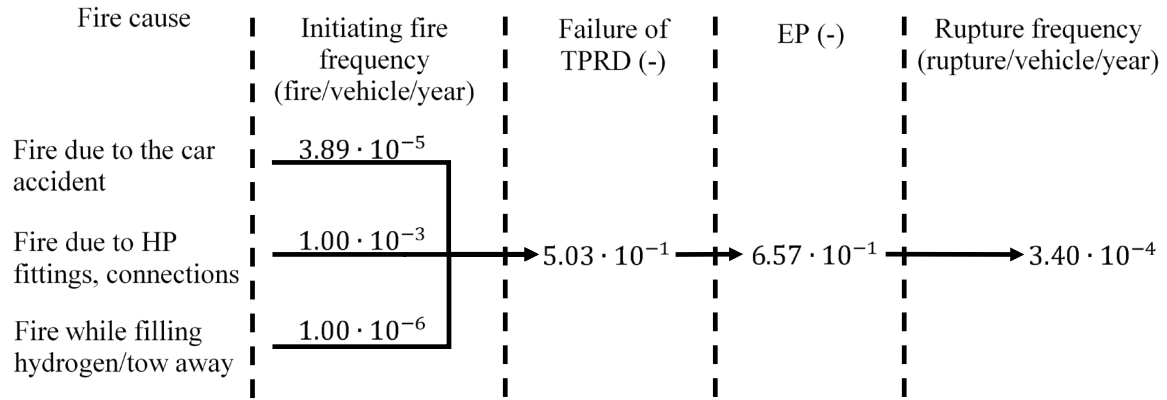 Fire cause
Initiating fire
frequency
(fire/vehicle/year)
Failure of
TPRD (-)
EP (-)
Rupture frequency
(rupture/vehicle/year)
Fire due to the car
accident
3.89 · 10⁻⁵
Fire due to HP
fittings, connections
1.00 · 10⁻³
5.03 · 10⁻¹
6.57 · 10⁻¹
3.40 · 10⁻⁴
Fire while filling
hydrogen/tow away
1.00 · 10⁻⁶